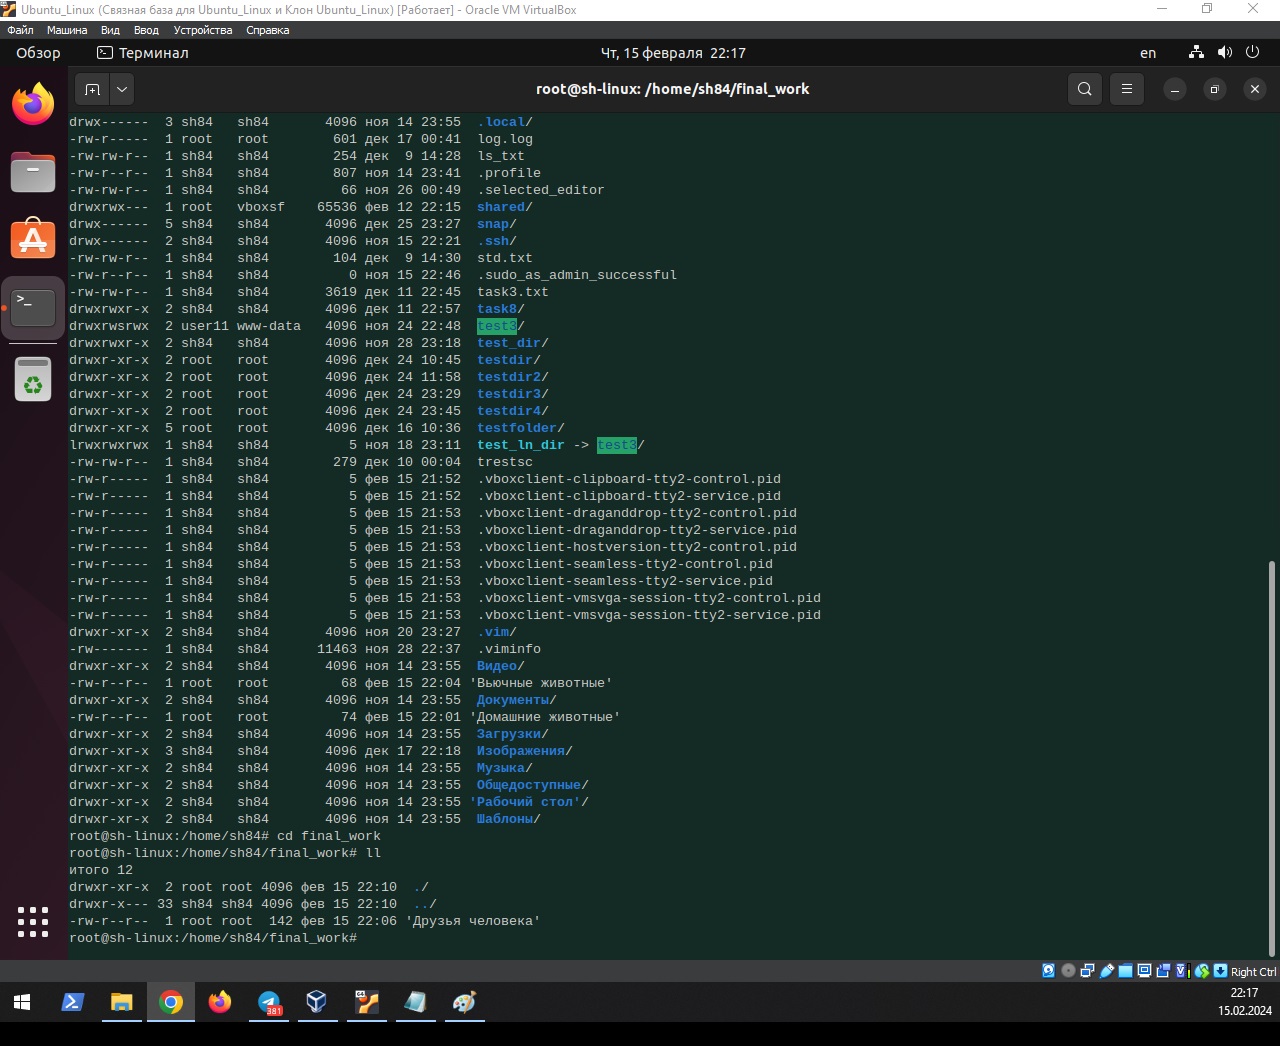 Ubuntu_Linux (Связная база для Ubuntu_Linux и Клон Ubuntu_Linux) [Работает] - Oracle VM VirtualBox
Файл Машина Вид Ввод Устройства Справка
Обзор Терминал Чт, 15 февраля 22:17 en
root@sh-linux: /home/sh84/final_work
drwx------  3 sh84   sh84       4096 ноя 14 23:55  .local/
-rw-r-----  1 root   root        601 дек 17 00:41  log.log
-rw-rw-r--  1 sh84   sh84        254 дек  9 14:28  ls_txt
-rw-r--r--  1 sh84   sh84        807 ноя 14 23:41  .profile
-rw-rw-r--  1 sh84   sh84         66 ноя 26 00:49  .selected_editor
drwxrwx---  1 root   vboxsf    65536 фев 12 22:15  shared/
drwx------  5 sh84   sh84       4096 дек 25 23:27  snap/
drwx------  2 sh84   sh84       4096 ноя 15 22:21  .ssh/
-rw-rw-r--  1 sh84   sh84        104 дек  9 14:30  std.txt
-rw-r--r--  1 sh84   sh84          0 ноя 15 22:46  .sudo_as_admin_successful
-rw-rw-r--  1 sh84   sh84       3619 дек 11 22:45  task3.txt
drwxrwxr-x  2 sh84   sh84       4096 дек 11 22:57  task8/
drwxrwsrwx  2 user11 www-data   4096 ноя 24 22:48  test3/
drwxrwxr-x  2 sh84   sh84       4096 ноя 28 23:18  test_dir/
drwxr-xr-x  2 root   root       4096 дек 24 10:45  testdir/
drwxr-xr-x  2 root   root       4096 дек 24 11:58  testdir2/
drwxr-xr-x  2 root   root       4096 дек 24 23:29  testdir3/
drwxr-xr-x  2 root   root       4096 дек 24 23:45  testdir4/
drwxr-xr-x  5 root   root       4096 дек 16 10:36  testfolder/
lrwxrwxrwx  1 sh84   sh84          5 ноя 18 23:11  test_ln_dir -> test3/
-rw-rw-r--  1 sh84   sh84        279 дек 10 00:04  trestsc
-rw-r-----  1 sh84   sh84          5 фев 15 21:52  .vboxclient-clipboard-tty2-control.pid
-rw-r-----  1 sh84   sh84          5 фев 15 21:52  .vboxclient-clipboard-tty2-service.pid
-rw-r-----  1 sh84   sh84          5 фев 15 21:53  .vboxclient-draganddrop-tty2-control.pid
-rw-r-----  1 sh84   sh84          5 фев 15 21:53  .vboxclient-draganddrop-tty2-service.pid
-rw-r-----  1 sh84   sh84          5 фев 15 21:53  .vboxclient-hostversion-tty2-control.pid
-rw-r-----  1 sh84   sh84          5 фев 15 21:53  .vboxclient-seamless-tty2-control.pid
-rw-r-----  1 sh84   sh84          5 фев 15 21:53  .vboxclient-seamless-tty2-service.pid
-rw-r-----  1 sh84   sh84          5 фев 15 21:53  .vboxclient-vmsvga-session-tty2-control.pid
-rw-r-----  1 sh84   sh84          5 фев 15 21:53  .vboxclient-vmsvga-session-tty2-service.pid
drwxr-xr-x  2 sh84   sh84       4096 ноя 20 23:27  .vim/
-rw-------  1 sh84   sh84      11463 ноя 28 22:37  .viminfo
drwxr-xr-x  2 sh84   sh84       4096 ноя 14 23:55  Видео/
-rw-r--r--  1 root   root         68 фев 15 22:04 'Вьючные животные'
drwxr-xr-x  2 sh84   sh84       4096 ноя 14 23:55  Документы/
-rw-r--r--  1 root   root         74 фев 15 22:01 'Домашние животные'
drwxr-xr-x  2 sh84   sh84       4096 ноя 14 23:55  Загрузки/
drwxr-xr-x  3 sh84   sh84       4096 дек 17 22:18  Изображения/
drwxr-xr-x  2 sh84   sh84       4096 ноя 14 23:55  Музыка/
drwxr-xr-x  2 sh84   sh84       4096 ноя 14 23:55  Общедоступные/
drwxr-xr-x  2 sh84   sh84       4096 ноя 14 23:55 'Рабочий стол'/
drwxr-xr-x  2 sh84   sh84       4096 ноя 14 23:55  Шаблоны/
root@sh-linux:/home/sh84# cd final_work
root@sh-linux:/home/sh84/final_work# ll
итого 12
drwxr-xr-x  2 root root 4096 фев 15 22:10  ./
drwxr-x--- 33 sh84 sh84 4096 фев 15 22:10  ../
-rw-r--r--  1 root root  142 фев 15 22:06 'Друзья человека'
root@sh-linux:/home/sh84/final_work#
Right Ctrl
381
22:17
15.02.2024